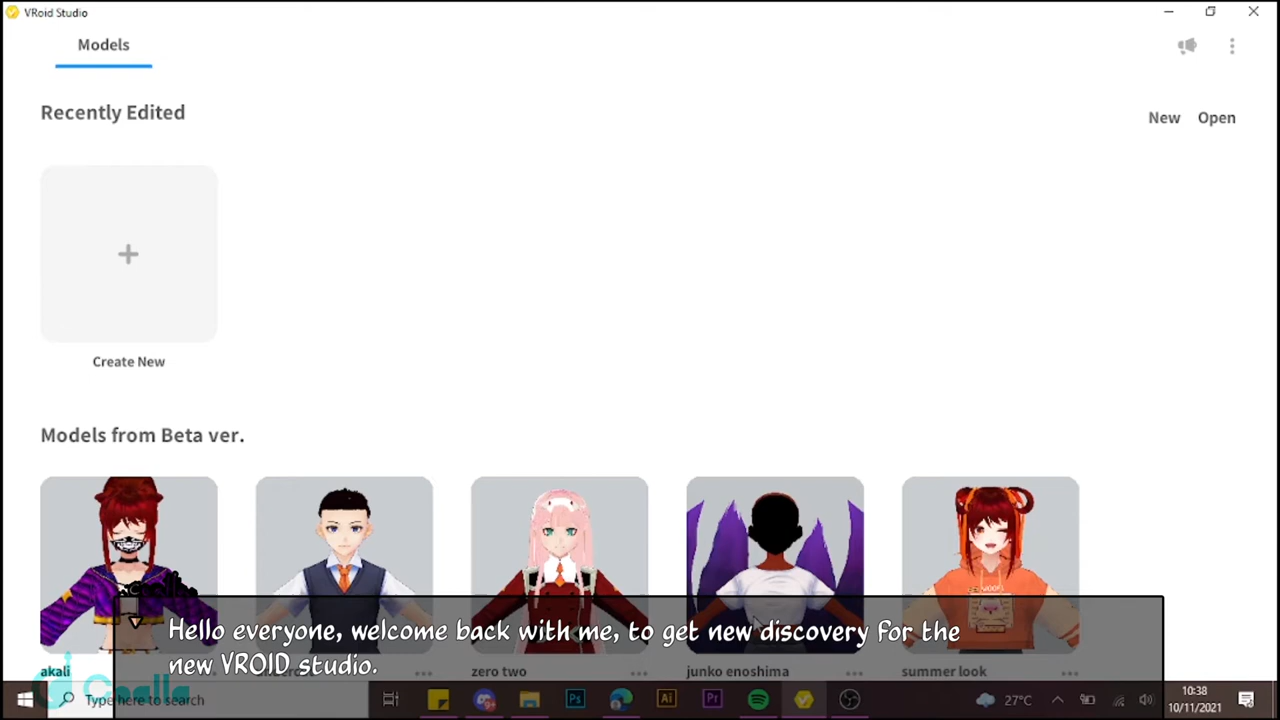 VRoid Studio
Models
Recently Edited
New Open
Create New
Models from Beta ver.
Hello everyone, welcome back with me, to get new discovery for the
new VROID studio.
akali
zero two
junko enoshima
summer look
Type here to search
27°C
10:38
10/11/2021